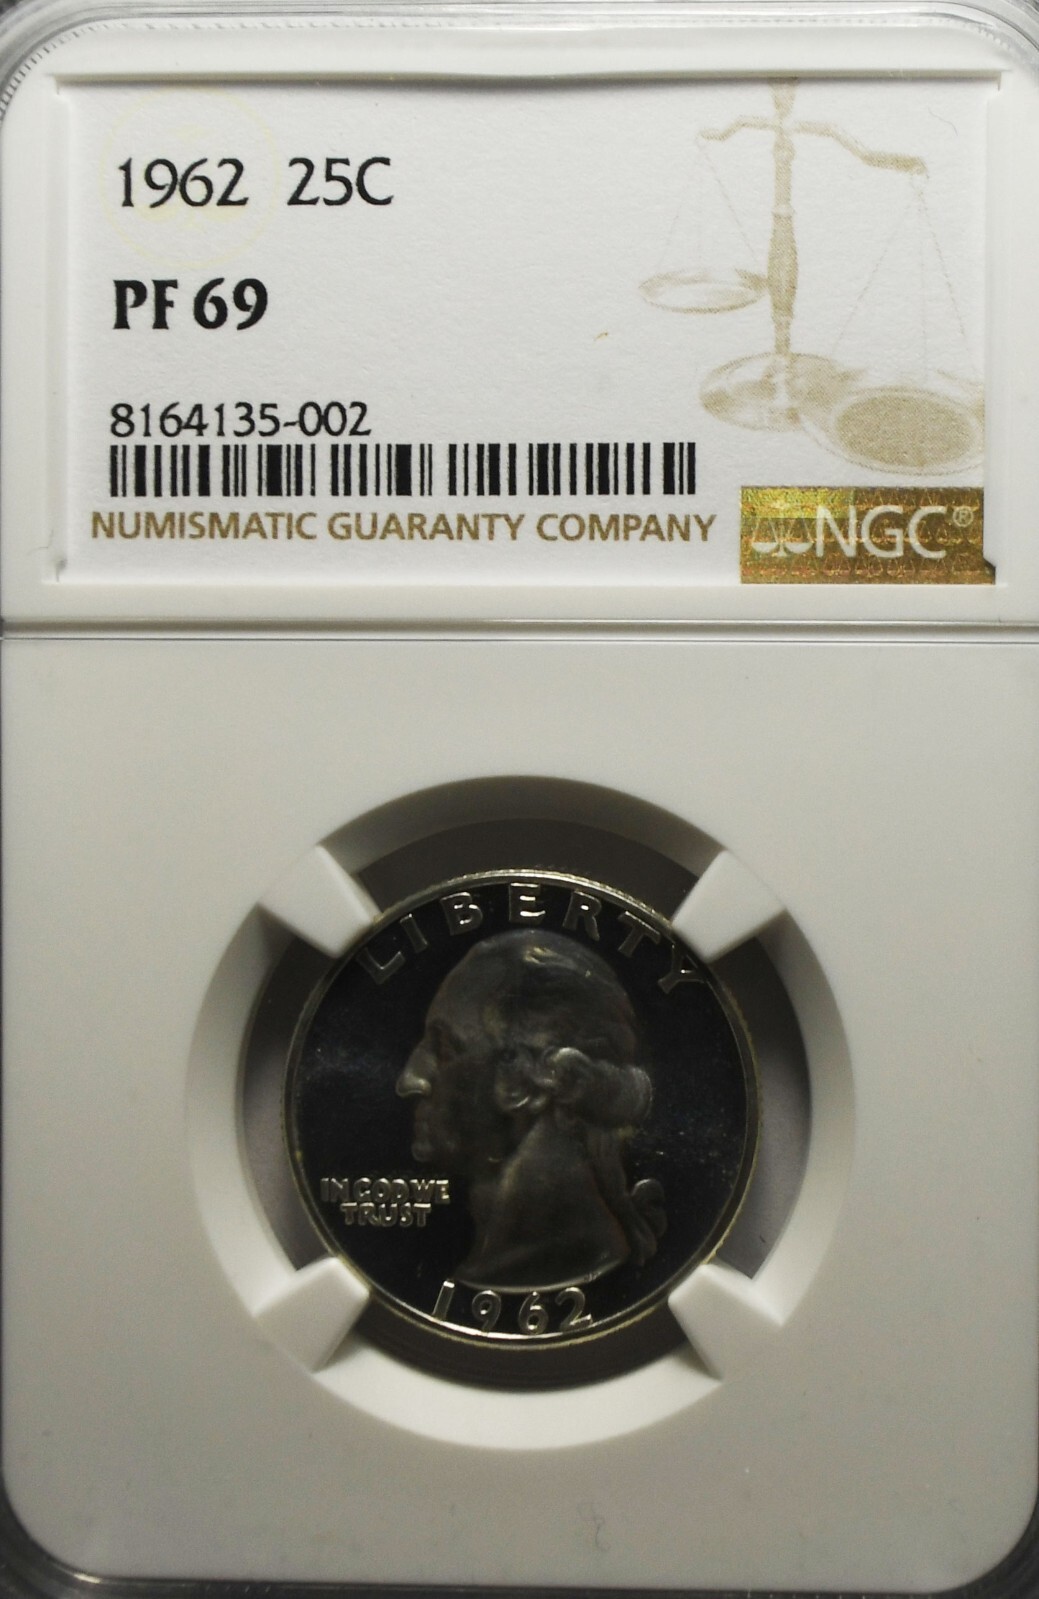 1962 25C
PF 69
8164135-002
NUMISMATIC GUARANTY COMPANY
NGC®
LIBERTY
IN GOD WE
TRUST
1962